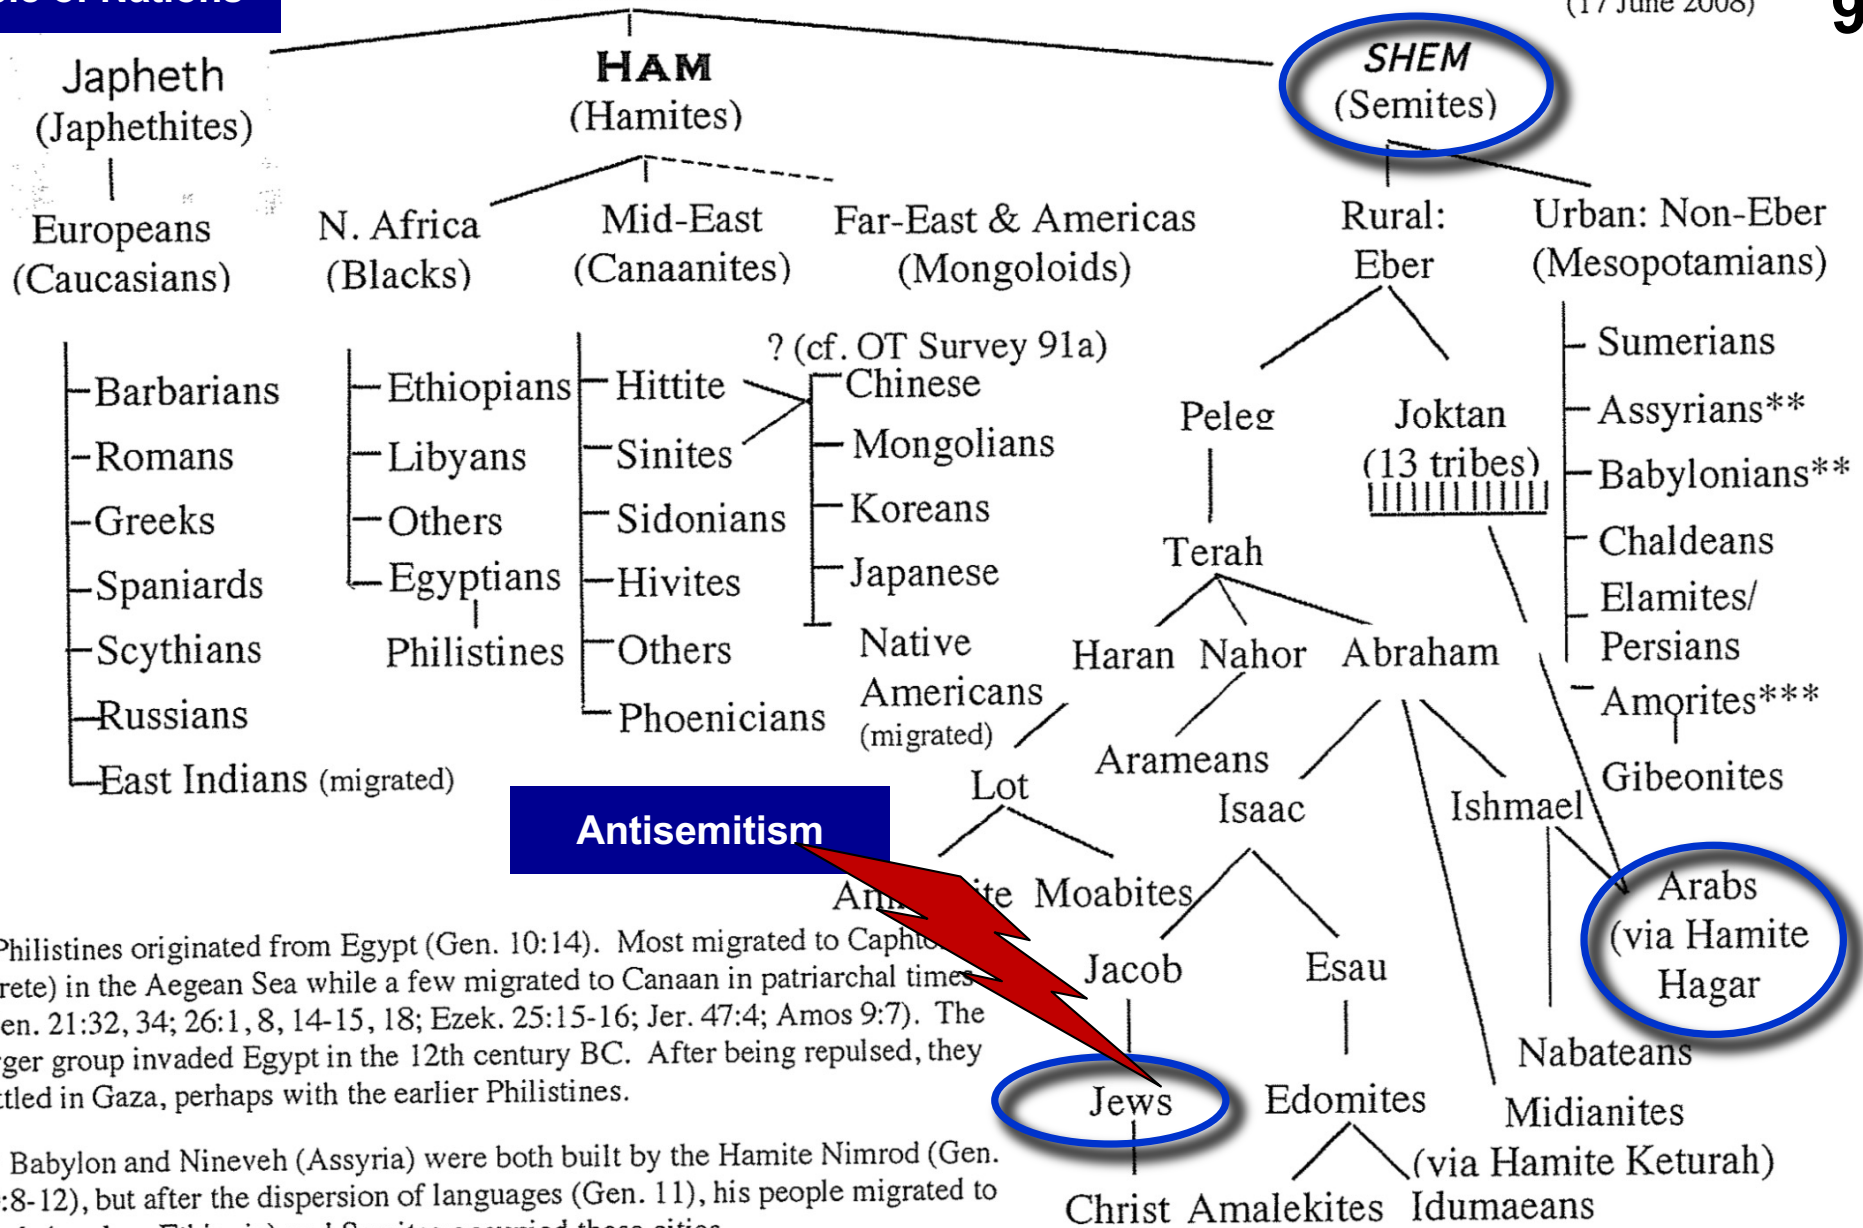 of Nations
(17 June 2008)
9
Japheth
(Japhethites)
HAM
(Hamites)
SHEM
(Semites)
Europeans
(Caucasians)
N. Africa
(Blacks)
Mid-East
(Canaanites)
Far-East & Americas
(Mongoloids)
Rural:
Eber
Urban: Non-Eber
(Mesopotamians)
Barbarians
Romans
Greeks
Spaniards
Scythians
Russians
East Indians (migrated)
Ethiopians
Libyans
Others
Egyptians
Philistines
Hittite
Sinites
Sidonians
Hivites
Others
Phoenicians
? (cf. OT Survey 91a)
Chinese
Mongolians
Koreans
Japanese
Native
Americans
(migrated)
Peleg
Joktan
(13 tribes)
Terah
Haran Nahor Abraham
Sumerians
Assyrians**
Babylonians**
Chaldeans
Elamites/
Persians
Amorites***
Gibeonites
Lot
Arameans
Isaac
Ishmael
Antisemitism
Moabites
Arabs
(via Hamite
Hagar
Jacob
Esau
Nabateans
Jews
Edomites
Midianites
(via Hamite Keturah)
Christ Amalekites Idumaeans
Philistines originated from Egypt (Gen. 10:14). Most migrated to
in the Aegean Sea while a few migrated to Canaan in patriarchal times
21:32, 34; 26:1, 8, 14-15, 18; Ezek. 25:15-16; Jer. 47:4; Amos 9:7). The
group invaded Egypt in the 12th century BC. After being repulsed, they
in Gaza, perhaps with the earlier Philistines.
Babylon and Nineveh (Assyria) were both built by the Hamite Nimrod (Gen.
:8-12), but after the dispersion of languages (Gen. 11), his people migrated to